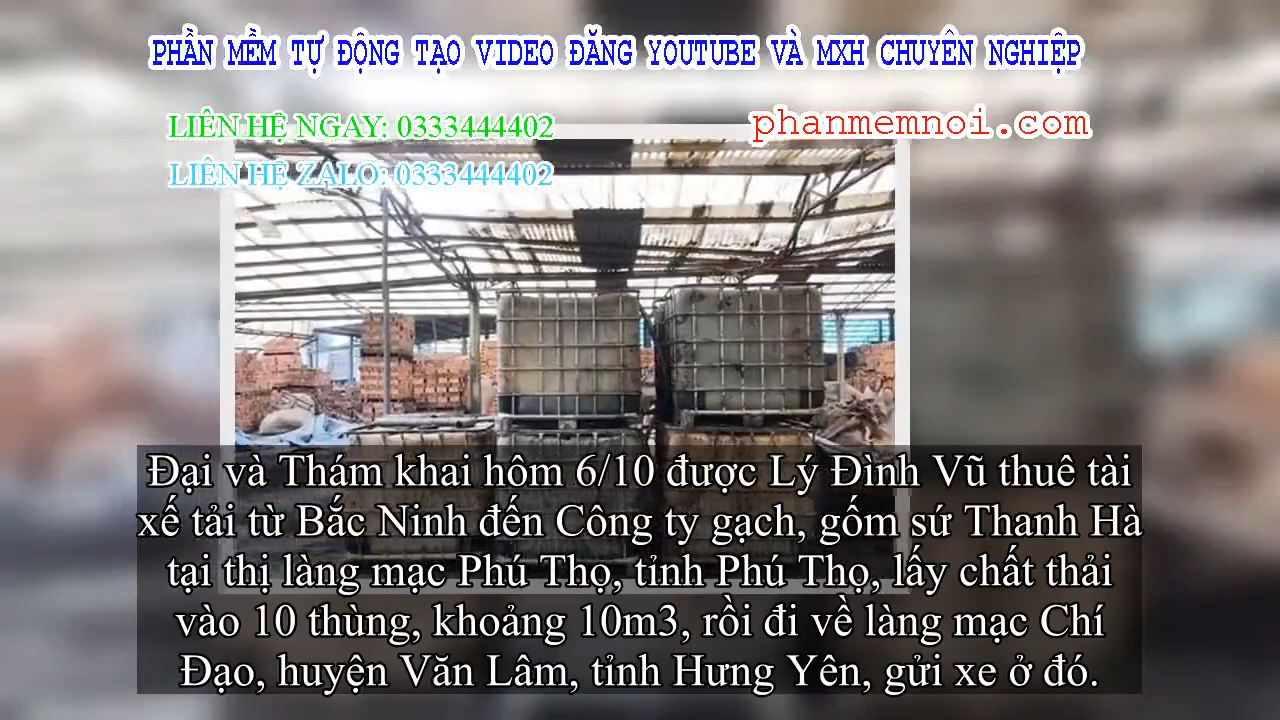 PHẦN MỀM TỰ ĐỘNG TẠO VIDEO ĐĂNG YOUTUBE VÀ MXH CHUYÊN NGHIỆP
LIÊN HỆ NGAY: 0333444402
phanmemnoi.com
LIÊN HỆ ZALO: 0333444402
Đại và Thám khai hôm 6/10 được Lý Đình Vũ thuê tài
xế tải từ Bắc Ninh đến Công ty gạch, gốm sứ Thanh Hà
tại thị làng mạc Phú Thọ, tỉnh Phú Thọ, lấy chất thải
vào 10 thùng, khoảng 10m3, rồi đi về làng mạc Chí
Đạo, huyện Văn Lâm, tỉnh Hưng Yên, gửi xe ở đó.